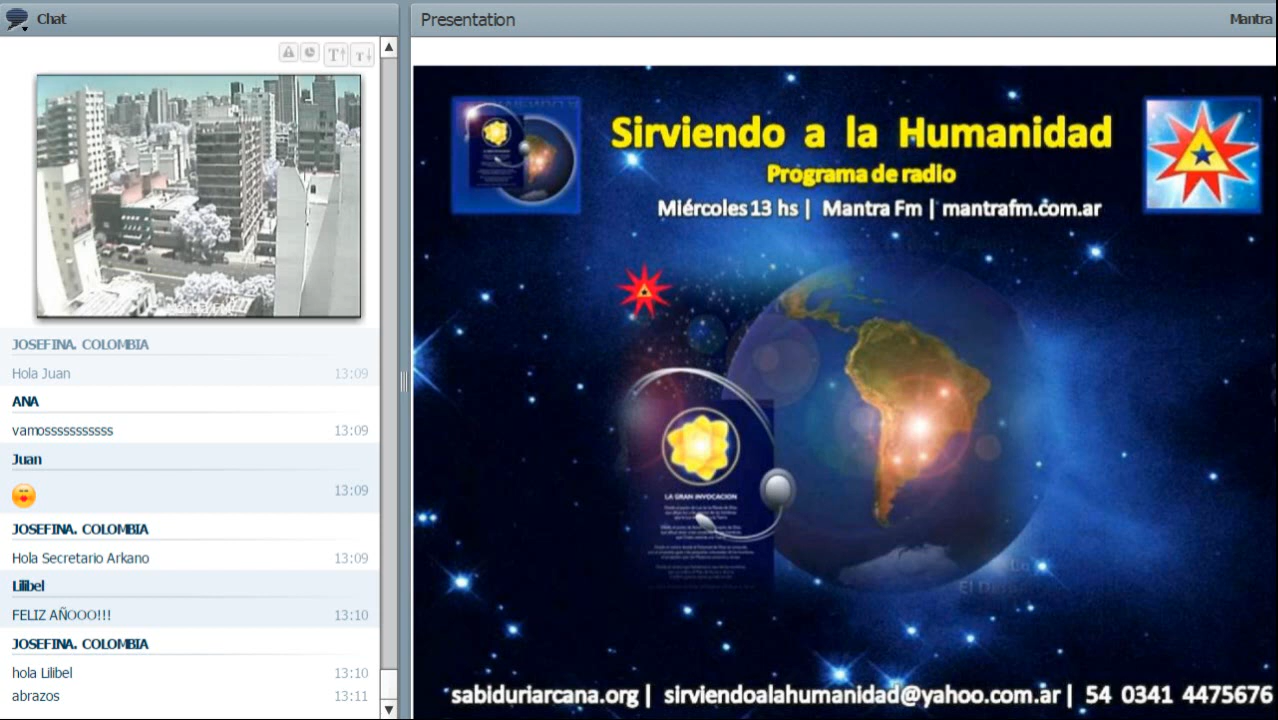 Chat
JOSEFINA. COLOMBIA
Hola Juan 13:09
ANA
vamosssssssssss 13:09
Juan
13:09
JOSEFINA. COLOMBIA
Hola Secretario Arkano 13:09
Lilibel
FELIZ AÑOOO!!! 13:10
JOSEFINA. COLOMBIA
hola Lilibel 13:10
abrazos 13:11
Presentation Mantra
Sirviendo a la Humanidad
Programa de radio
Miércoles 13 hs | Mantra Fm | mantrafm.com.ar
LA GRAN INVOCACION
La
sabiduriarcana.org | sirviendoalahumanidad@yahoo.com.ar | 54 0341 4475676